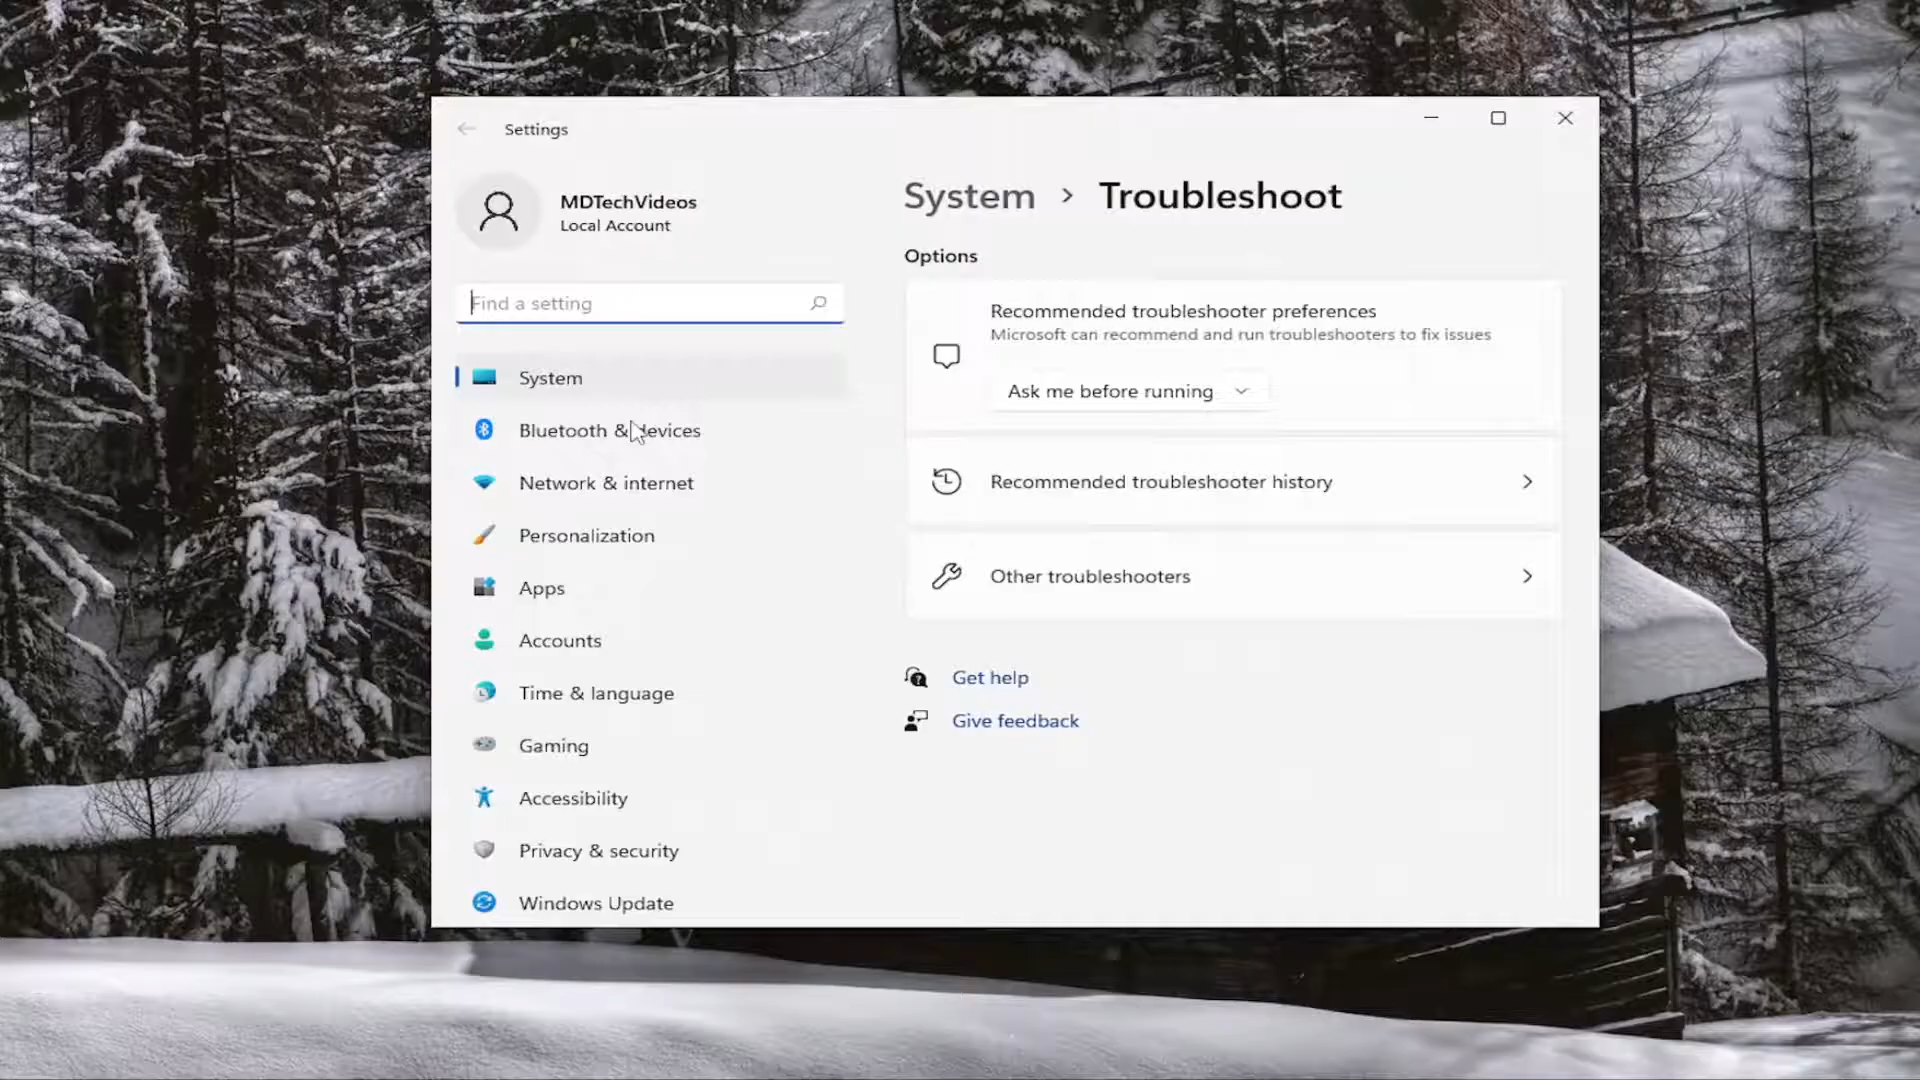 Settings
MDTechVideos
Local Account
Find a setting
System
Bluetooth & devices
Network & internet
Personalization
Apps
Accounts
Time & language
Gaming
Accessibility
Privacy & security
Windows Update
System > Troubleshoot
Options
Recommended troubleshooter preferences
Microsoft can recommend and run troubleshooters to fix issues
Ask me before running
Recommended troubleshooter history
Other troubleshooters
Get help
Give feedback